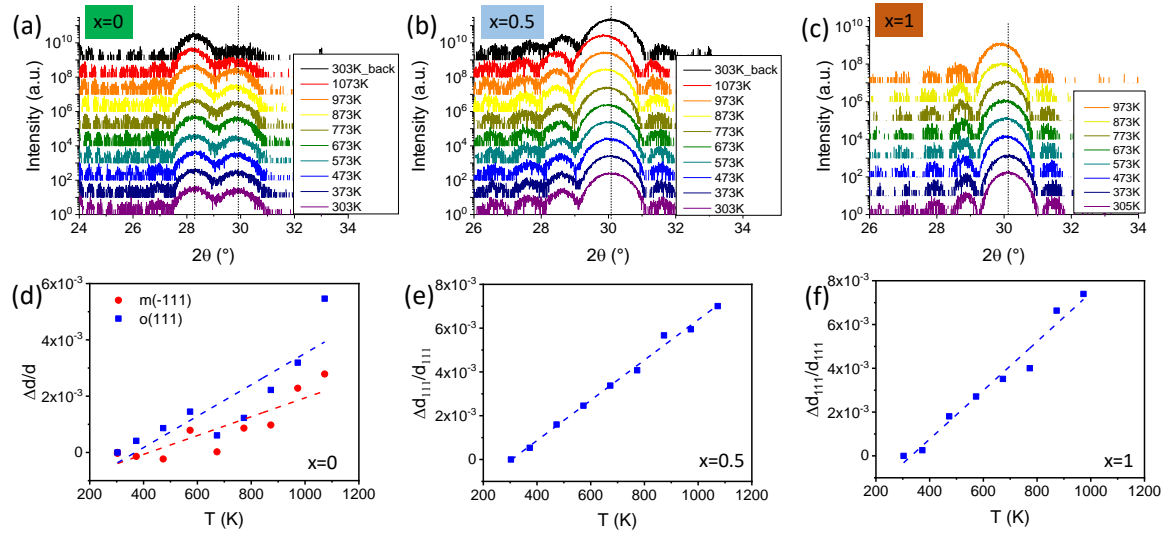 (a)
x=0
Intensity (a.u.)
10^10
10^8
10^6
10^4
10^2
10^0
24 26 28 30 32 34
2θ (°)
303K_back
1073K
973K
873K
773K
673K
573K
473K
373K
303K
(b)
x=0.5
Intensity (a.u.)
10^10
10^8
10^6
10^4
10^2
10^0
26 28 30 32 34
2θ (°)
303K_back
1073K
973K
873K
773K
673K
573K
473K
373K
303K
(c)
x=1
Intensity (a.u.)
10^10
10^8
10^6
10^4
10^2
10^0
26 28 30 32 34
2θ (°)
973K
873K
773K
673K
573K
473K
373K
305K
(d)
m(-111)
o(111)
Δd/d
6x10^-3
4x10^-3
2x10^-3
0
200 400 600 800 1000 1200
T (K)
x=0
(e)
Δd_111/d_111
8x10^-3
6x10^-3
4x10^-3
2x10^-3
0
200 400 600 800 1000 1200
T (K)
x=0.5
(f)
Δd_111/d_111
8x10^-3
6x10^-3
4x10^-3
2x10^-3
0
200 400 600 800 1000 1200
T (K)
x=1